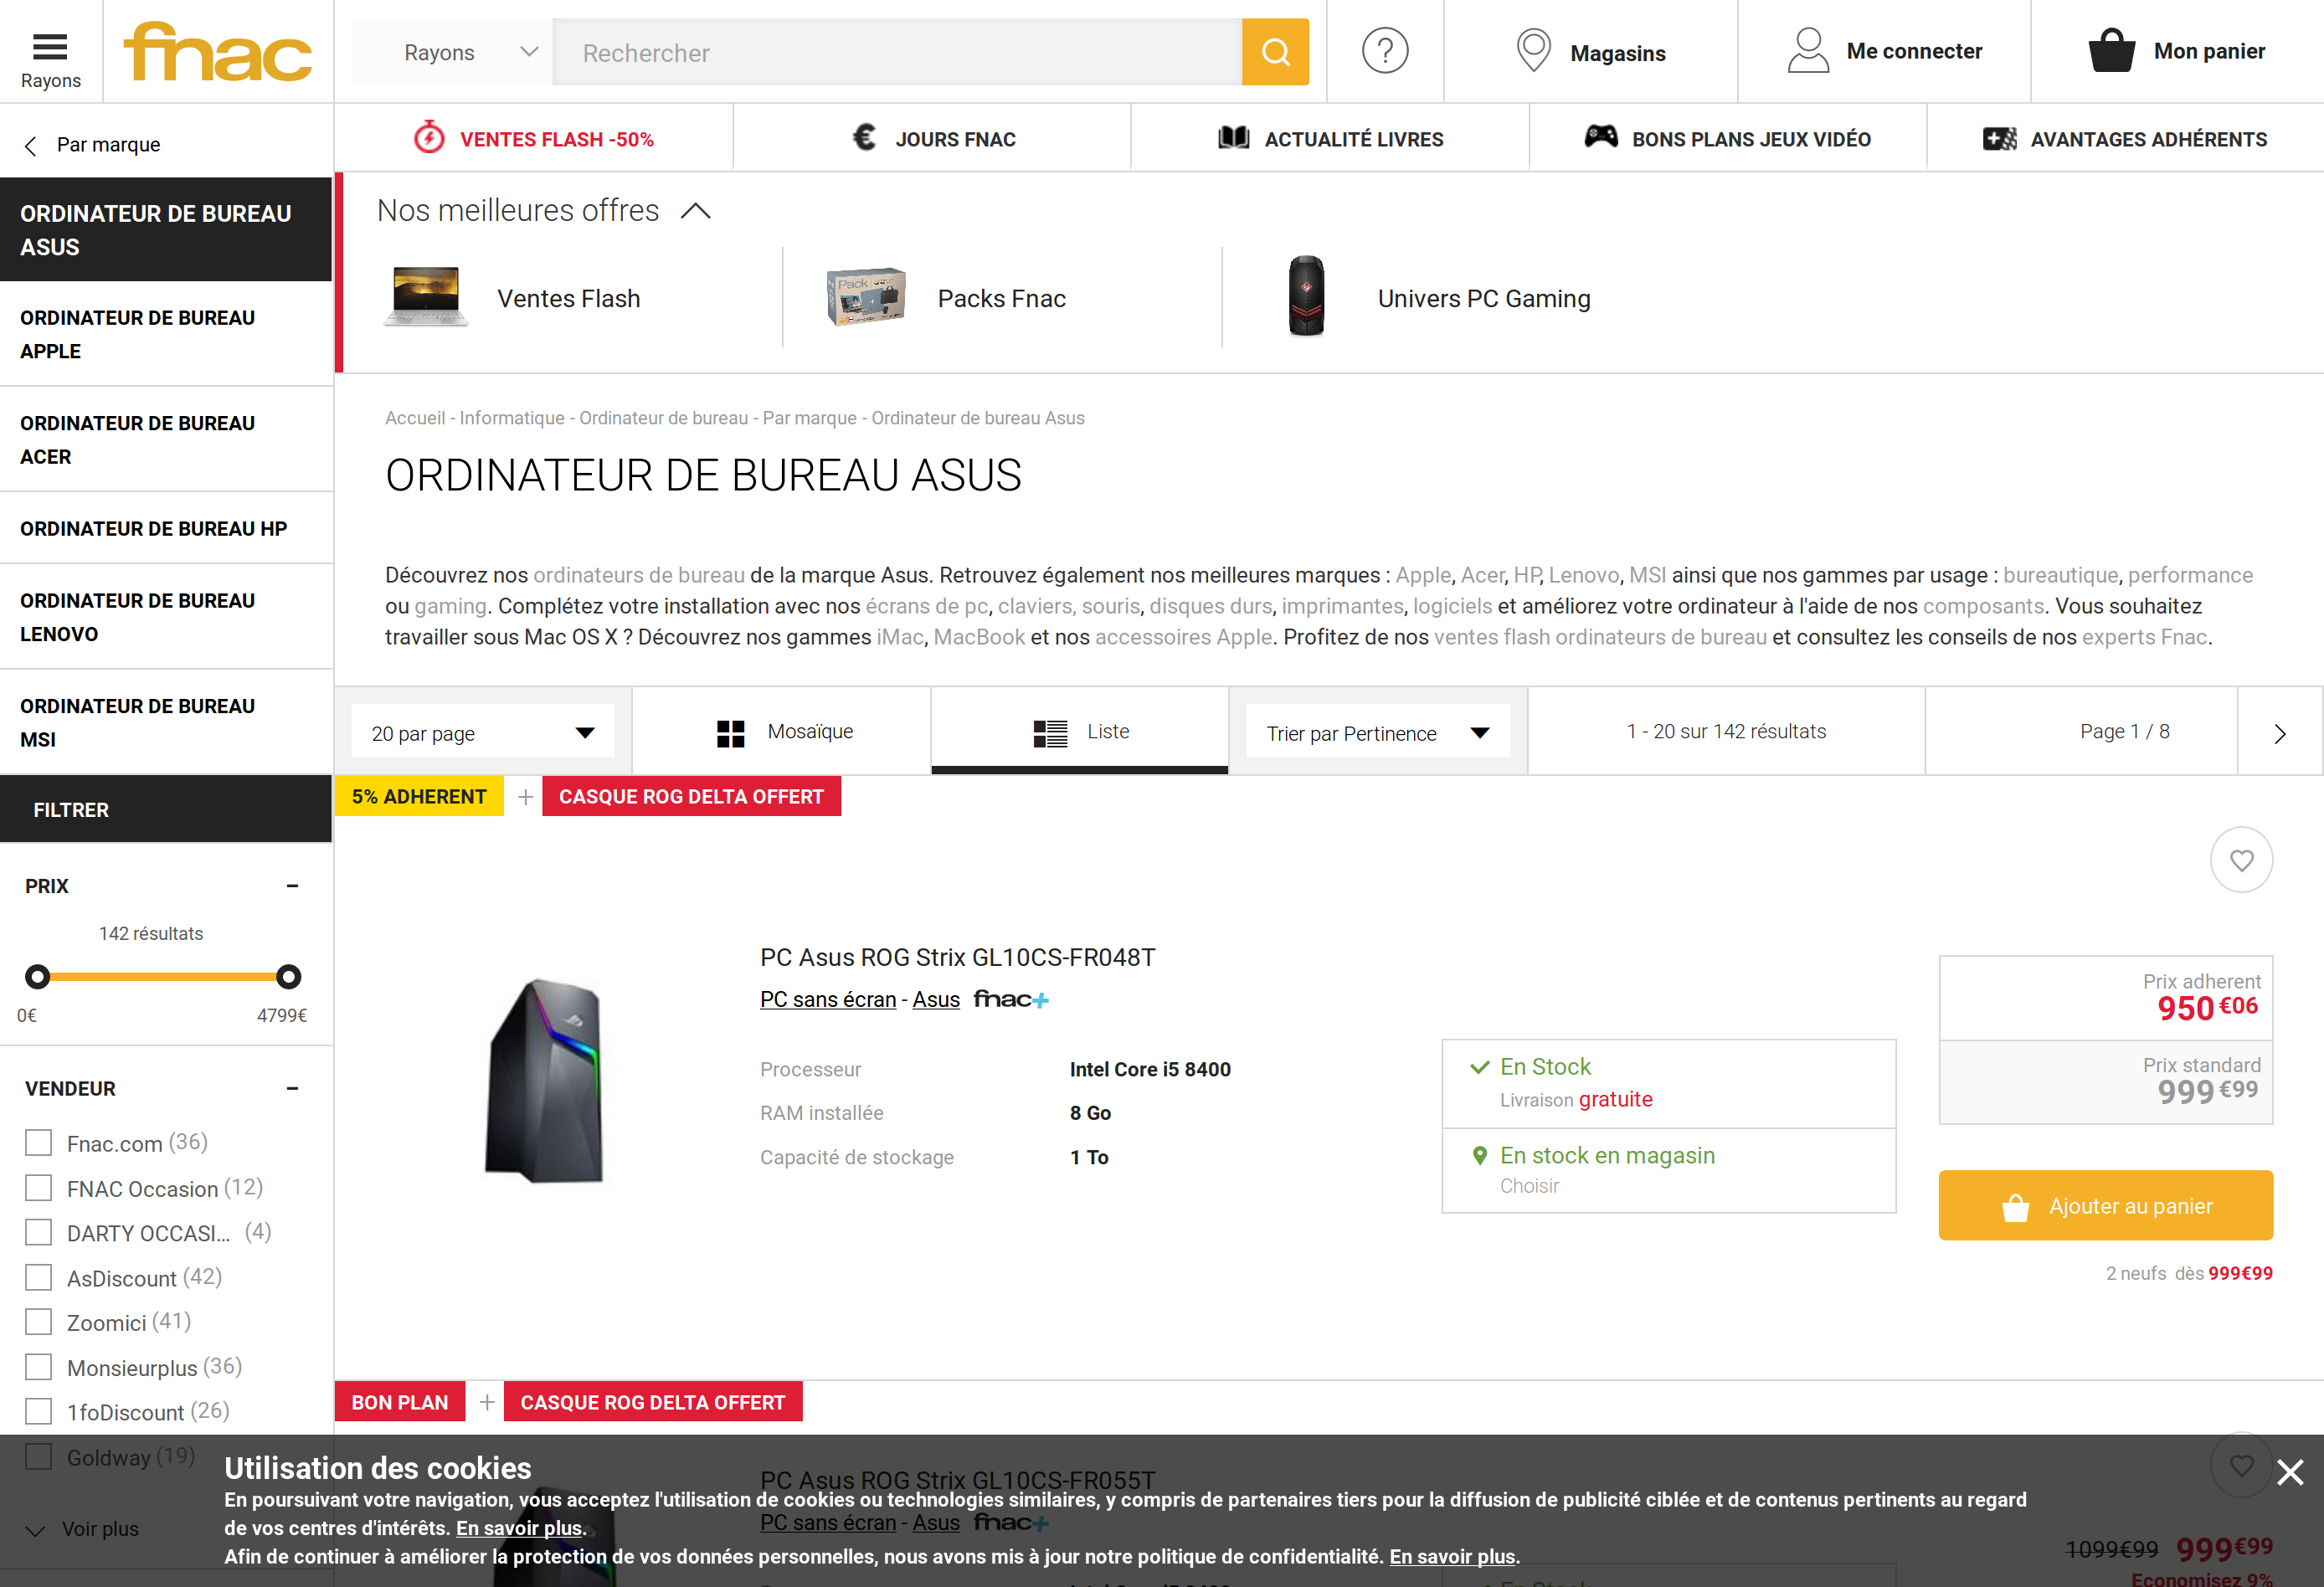 Rayons
fnac
Rayons
Rechercher
?
Magasins
Me connecter
Mon panier
VENTES FLASH -50%
JOURS FNAC
ACTUALITÉ LIVRES
BONS PLANS JEUX VIDÉO
AVANTAGES ADHÉRENTS
Par marque
ORDINATEUR DE BUREAU
ASUS
ORDINATEUR DE BUREAU
APPLE
ORDINATEUR DE BUREAU
ACER
ORDINATEUR DE BUREAU HP
ORDINATEUR DE BUREAU
LENOVO
ORDINATEUR DE BUREAU
MSI
FILTRER
PRIX
142 résultats
0€
4799€
VENDEUR
Fnac.com (36)
FNAC Occasion (12)
DARTY OCCASI... (4)
AsDiscount (42)
Zoomici (41)
Monsieurplus (36)
1foDiscount (26)
Goldway (19)
Voir plus
Nos meilleures offres
Ventes Flash
Pack
Packs Fnac
Univers PC Gaming
Accueil - Informatique - Ordinateur de bureau - Par marque - Ordinateur de bureau Asus
ORDINATEUR DE BUREAU ASUS
Découvrez nos ordinateurs de bureau de la marque Asus. Retrouvez également nos meilleures marques : Apple, Acer, HP, Lenovo, MSI ainsi que nos gammes par usage : bureautique, performance
ou gaming. Complétez votre installation avec nos écrans de pc, claviers, souris, disques durs, imprimantes, logiciels et améliorez votre ordinateur à l'aide de nos composants. Vous souhaitez
travailler sous Mac OS X ? Découvrez nos gammes iMac, MacBook et nos accessoires Apple. Profitez de nos ventes flash ordinateurs de bureau et consultez les conseils de nos experts Fnac.
20 par page
Mosaïque
Liste
Trier par Pertinence
1 - 20 sur 142 résultats
Page 1 / 8
5% ADHERENT + CASQUE ROG DELTA OFFERT
PC Asus ROG Strix GL10CS-FR048T
PC sans écran - Asus fnac+
Processeur Intel Core i5 8400
RAM installée 8 Go
Capacité de stockage 1 To
En Stock
Livraison gratuite
En stock en magasin
Choisir
Prix adherent
950€06
Prix standard
999€99
Ajouter au panier
2 neufs dès 999€99
BON PLAN + CASQUE ROG DELTA OFFERT
PC Asus ROG Strix GL10CS-FR055T
PC sans écran - Asus fnac+
1099€99 999€99
Economisez 9%
En Stock
Utilisation des cookies
En poursuivant votre navigation, vous acceptez l'utilisation de cookies ou technologies similaires, y compris de partenaires tiers pour la diffusion de publicité ciblée et de contenus pertinents au regard
de vos centres d'intérêts. En savoir plus.
Afin de continuer à améliorer la protection de vos données personnelles, nous avons mis à jour notre politique de confidentialité. En savoir plus.